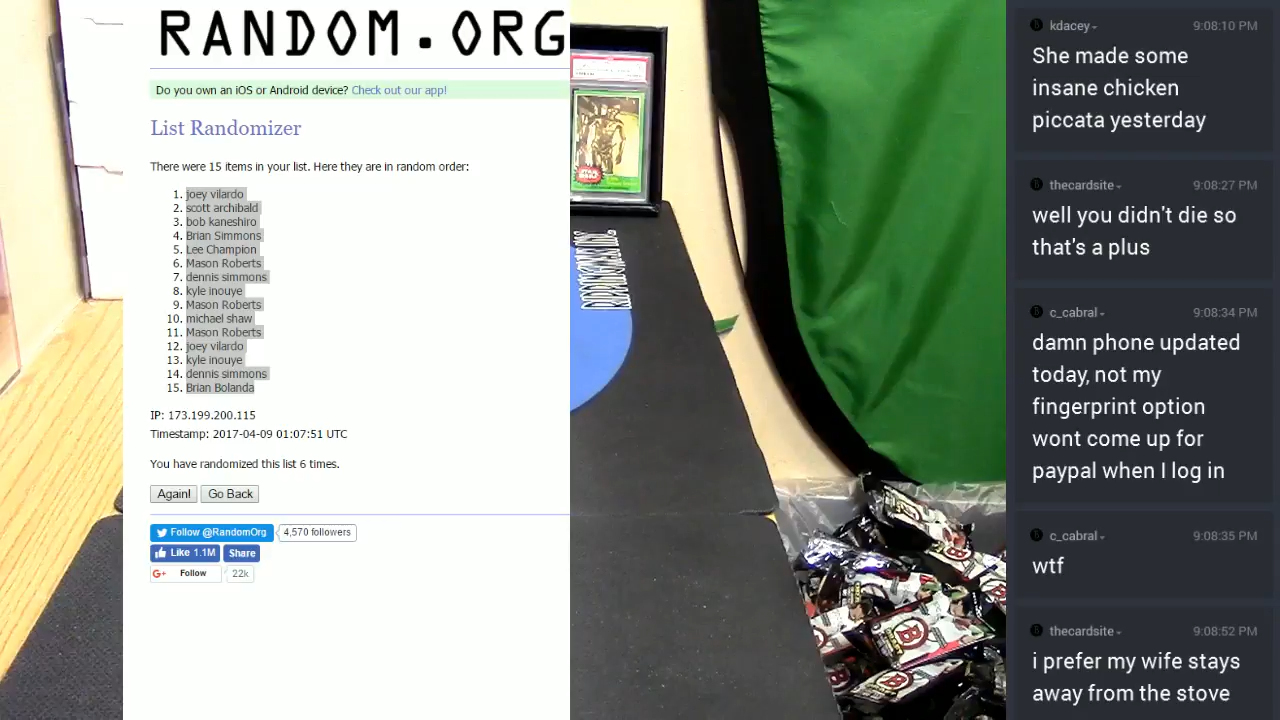 RANDOM.ORG
Do you own an iOS or Android device? Check out our app!
List Randomizer
There were 15 items in your list. Here they are in random order:
1. joey vilardo
2. scott archibald
3. bob kaneshiro
4. Brian Simmons
5. Lee Champion
6. Mason Roberts
7. dennis simmons
8. kyle inouye
9. Mason Roberts
10. michael shaw
11. Mason Roberts
12. joey vilardo
13. kyle inouye
14. dennis simmons
15. Brian Bolanda
IP: 173.199.200.115
Timestamp: 2017-04-09 01:07:51 UTC
You have randomized this list 6 times.
Again! Go Back
Follow @RandomOrg 4,570 followers
Like 1.1M Share
G+ Follow 22k
STAR
WARS
kdacey 9:08:10 PM
She made some
insane chicken
piccata yesterday
thecardsite 9:08:27 PM
well you didn't die so
that's a plus
c_cabral 9:08:34 PM
damn phone updated
today, not my
fingerprint option
wont come up for
paypal when I log in
c_cabral 9:08:35 PM
wtf
thecardsite 9:08:52 PM
i prefer my wife stays
away from the stove